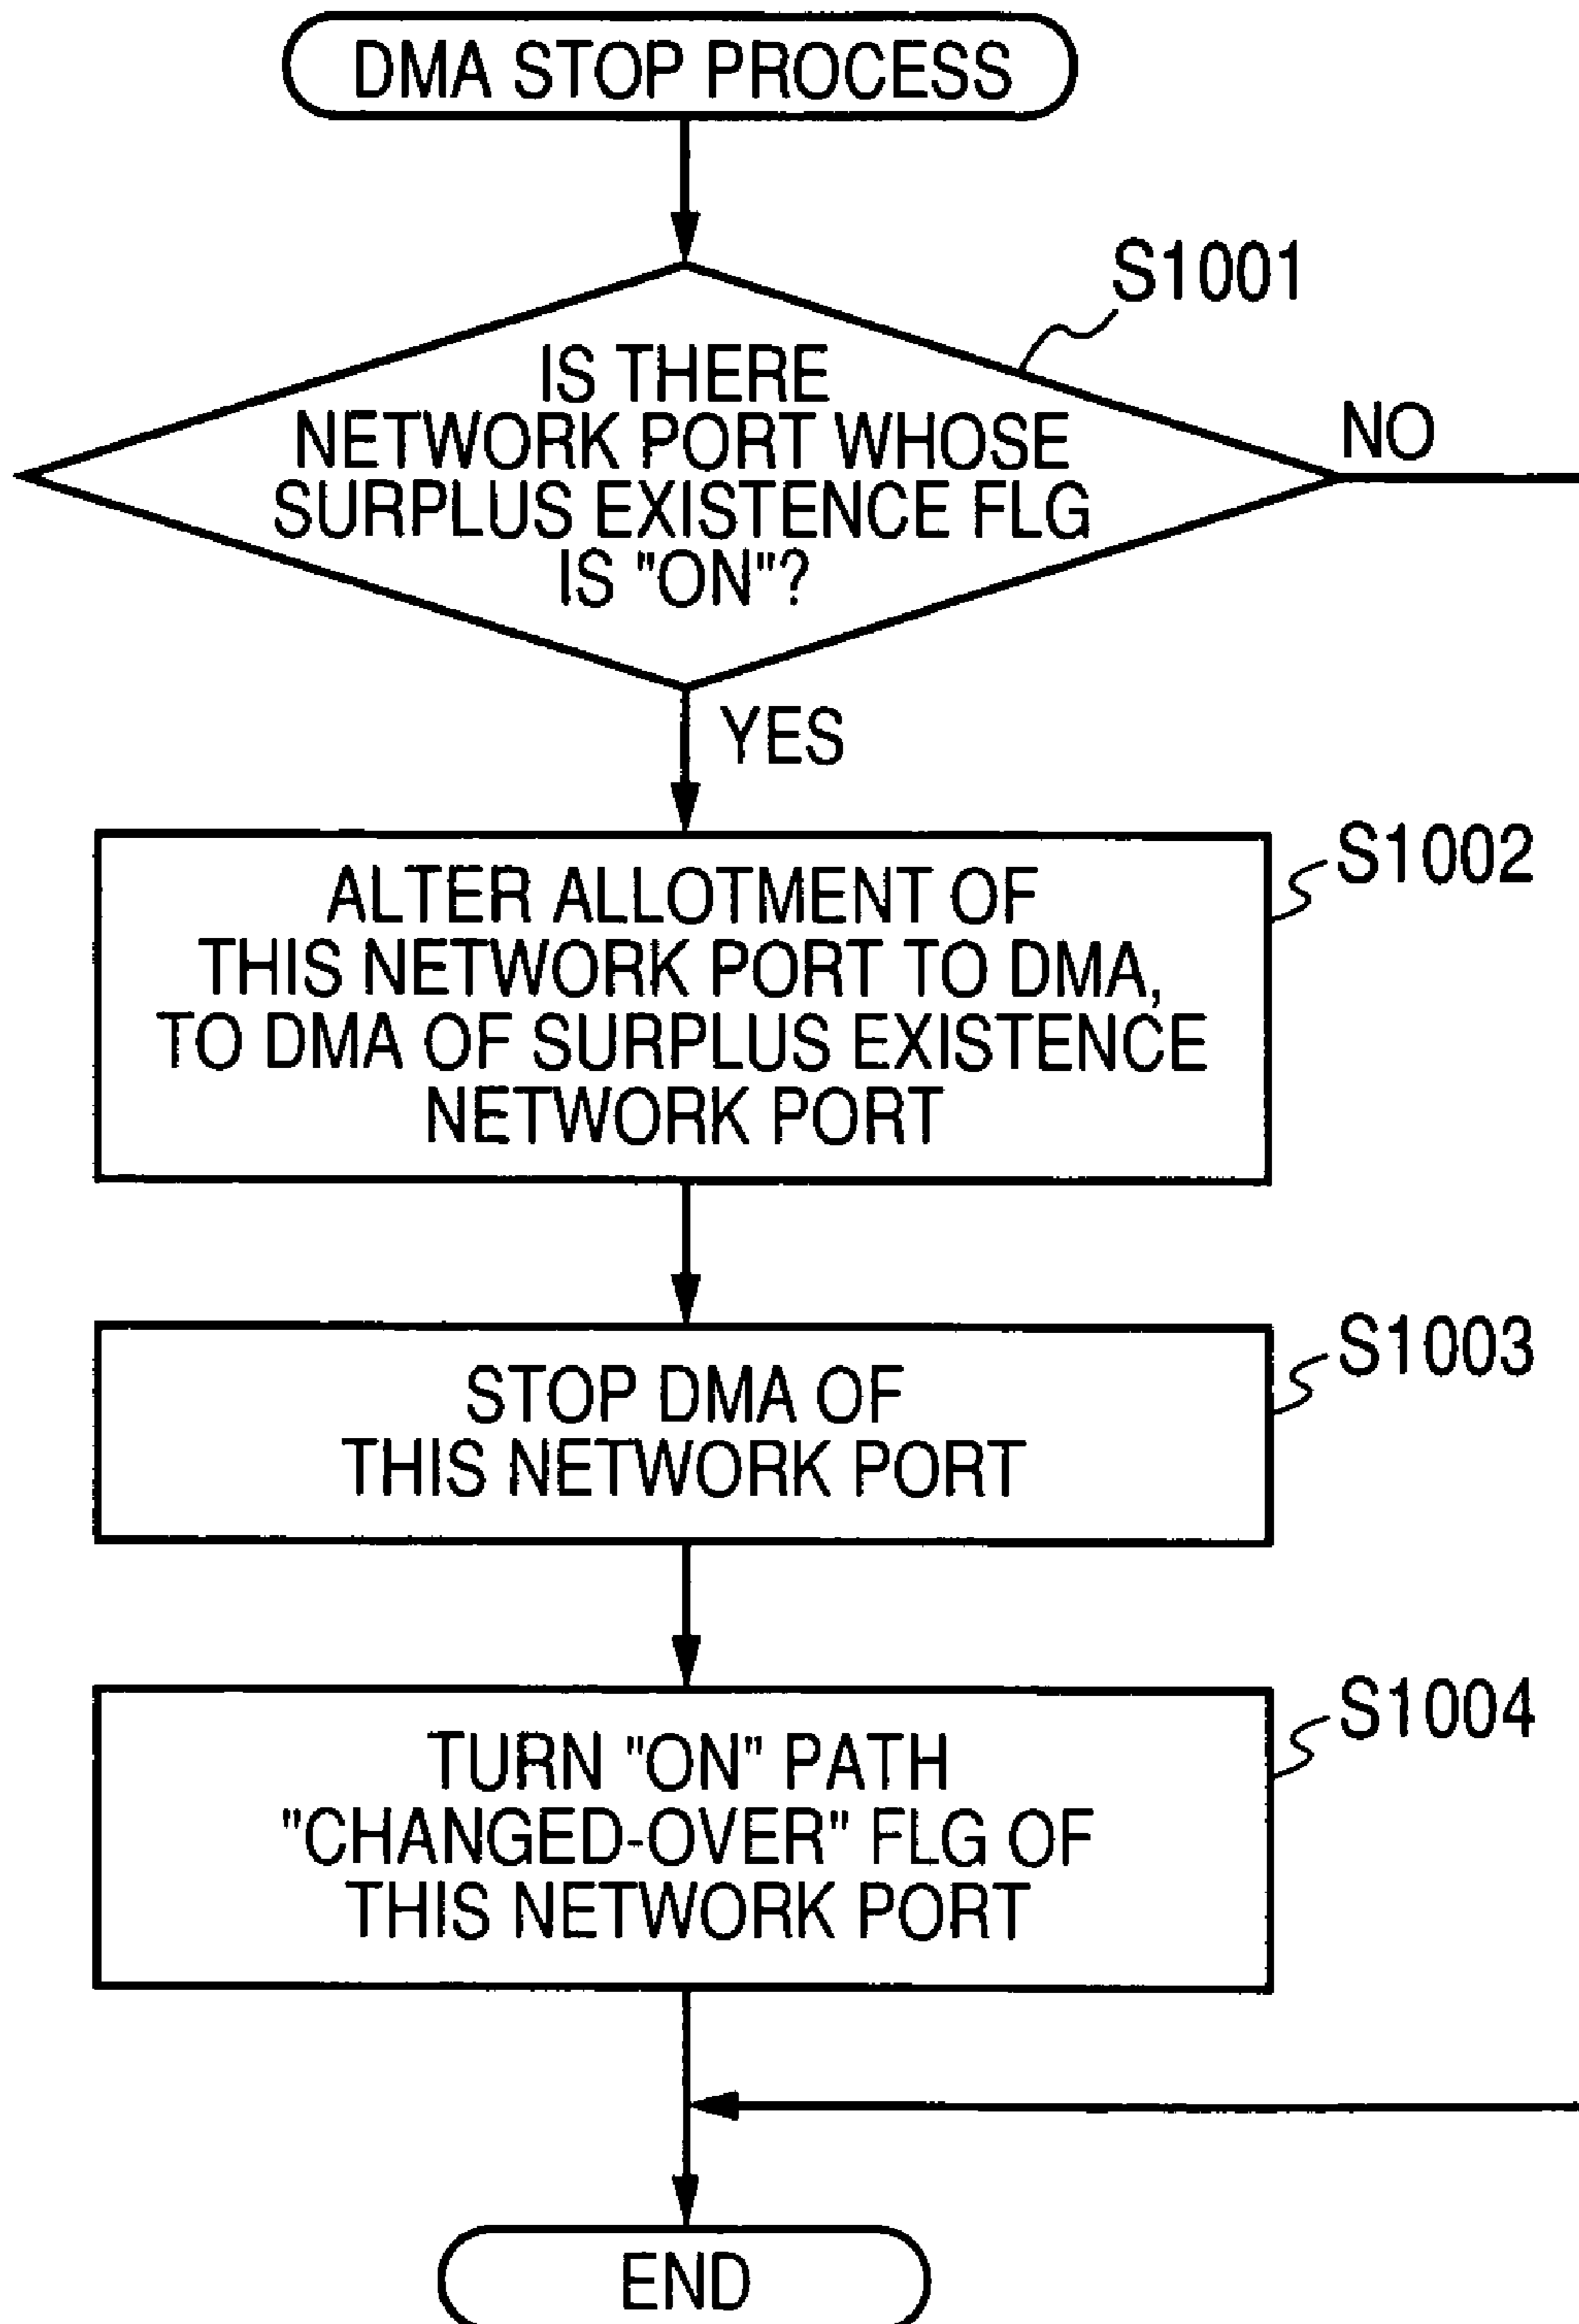 DMA STOP PROCESS
S1001
IS THERE
NETWORK PORT WHOSE
SURPLUS EXISTENCE FLG
IS "ON"?
NO
YES
S1002
ALTER ALLOTMENT OF
THIS NETWORK PORT TO DMA,
TO DMA OF SURPLUS EXISTENCE
NETWORK PORT
S1003
STOP DMA OF
THIS NETWORK PORT
S1004
TURN "ON" PATH
"CHANGED-OVER" FLG OF
THIS NETWORK PORT
END